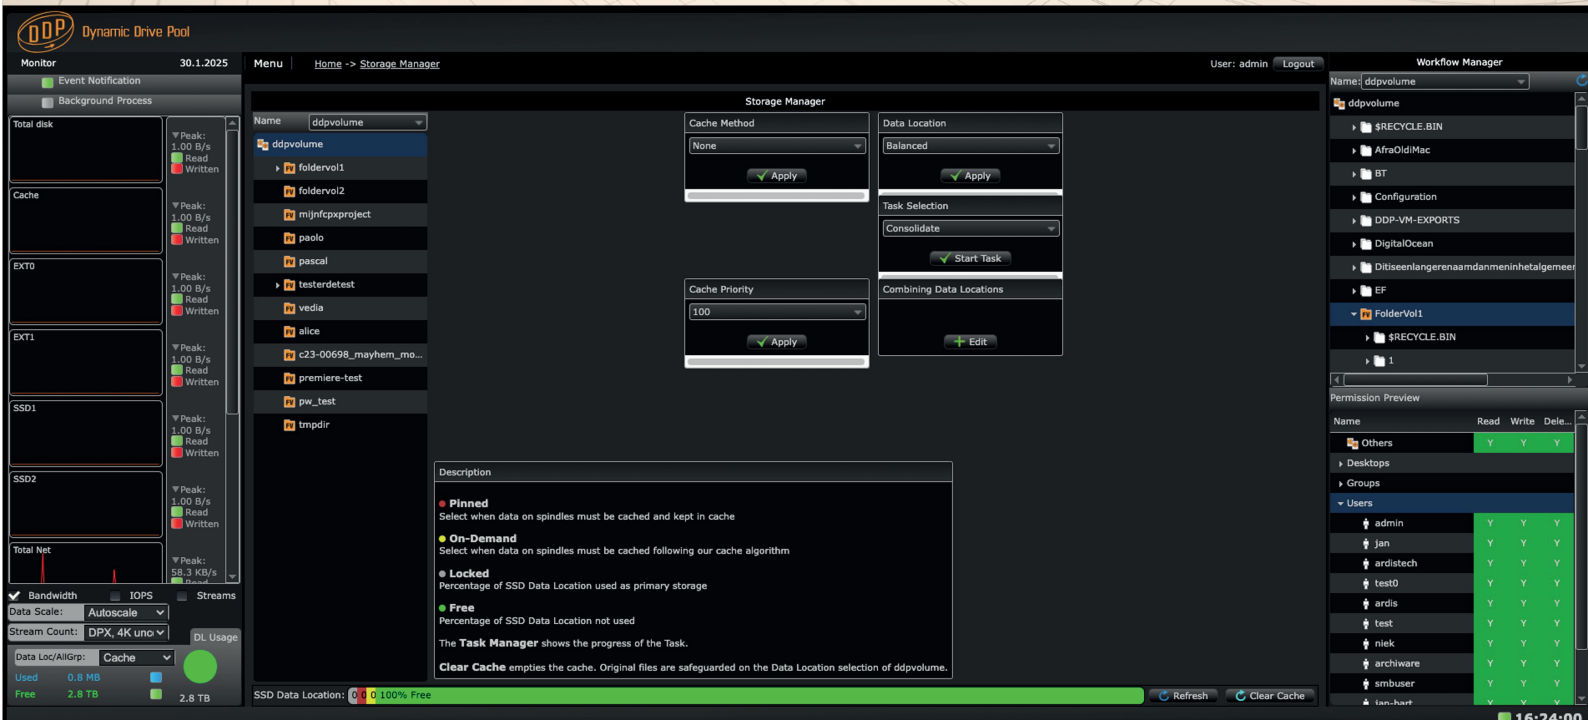 DDP Dynamic Drive Pool
Monitor 30.1.2025
Event Notification
Background Process
Total disk
Peak:
1.00 B/s
Read
Written
Cache
Peak:
1.00 B/s
Read
Written
EXT0
Peak:
1.00 B/s
Read
Written
EXT1
Peak:
1.00 B/s
Read
Written
SSD1
Peak:
1.00 B/s
Read
Written
SSD2
Peak:
1.00 B/s
Read
Written
Total Net
Peak:
58.3 KB/s
Read
Bandwidth IOPS Streams
Data Scale: Autoscale
Stream Count: DPX, 4K unc
DL Usage
Data Loc/AllGrp: Cache
Used 0.8 MB
Free 2.8 TB
2.8 TB
Menu Home -> Storage Manager User: admin Logout
Storage Manager
Name ddpvolume
ddpvolume
foldervol1
foldervol2
mijnfcpxproject
paolo
pascal
testerdetest
vedia
alice
c23-00698_mayhem_mo...
premiere-test
pw_test
tmpdir
Cache Method
None
Apply
Data Location
Balanced
Apply
Task Selection
Consolidate
Start Task
Cache Priority
100
Apply
Combining Data Locations
Edit
Description
Pinned
Select when data on spindles must be cached and kept in cache
On-Demand
Select when data on spindles must be cached following our cache algorithm
Locked
Percentage of SSD Data Location used as primary storage
Free
Percentage of SSD Data Location not used
The Task Manager shows the progress of the Task.
Clear Cache empties the cache. Original files are safeguarded on the Data Location selection of ddpvolume.
SSD Data Location: 0 0 0 100% Free Refresh Clear Cache
Workflow Manager
Name: ddpvolume
ddpvolume
$RECYCLE.BIN
AfraOldiMac
BT
Configuration
DDP-VM-EXPORTS
DigitalOcean
Ditiseenlangerenaamdanmeninhetalgemeer
EF
FolderVol1
$RECYCLE.BIN
1
Permission Preview
Name Read Write Dele...
Others Y Y Y
Desktops
Groups
Users
admin Y Y Y
jan Y Y Y
ardistech Y Y Y
test0 Y Y Y
ardis Y Y Y
test Y Y Y
niek Y Y Y
archiware Y Y Y
smbuser Y Y Y
jan-bart Y Y Y
16:24:00